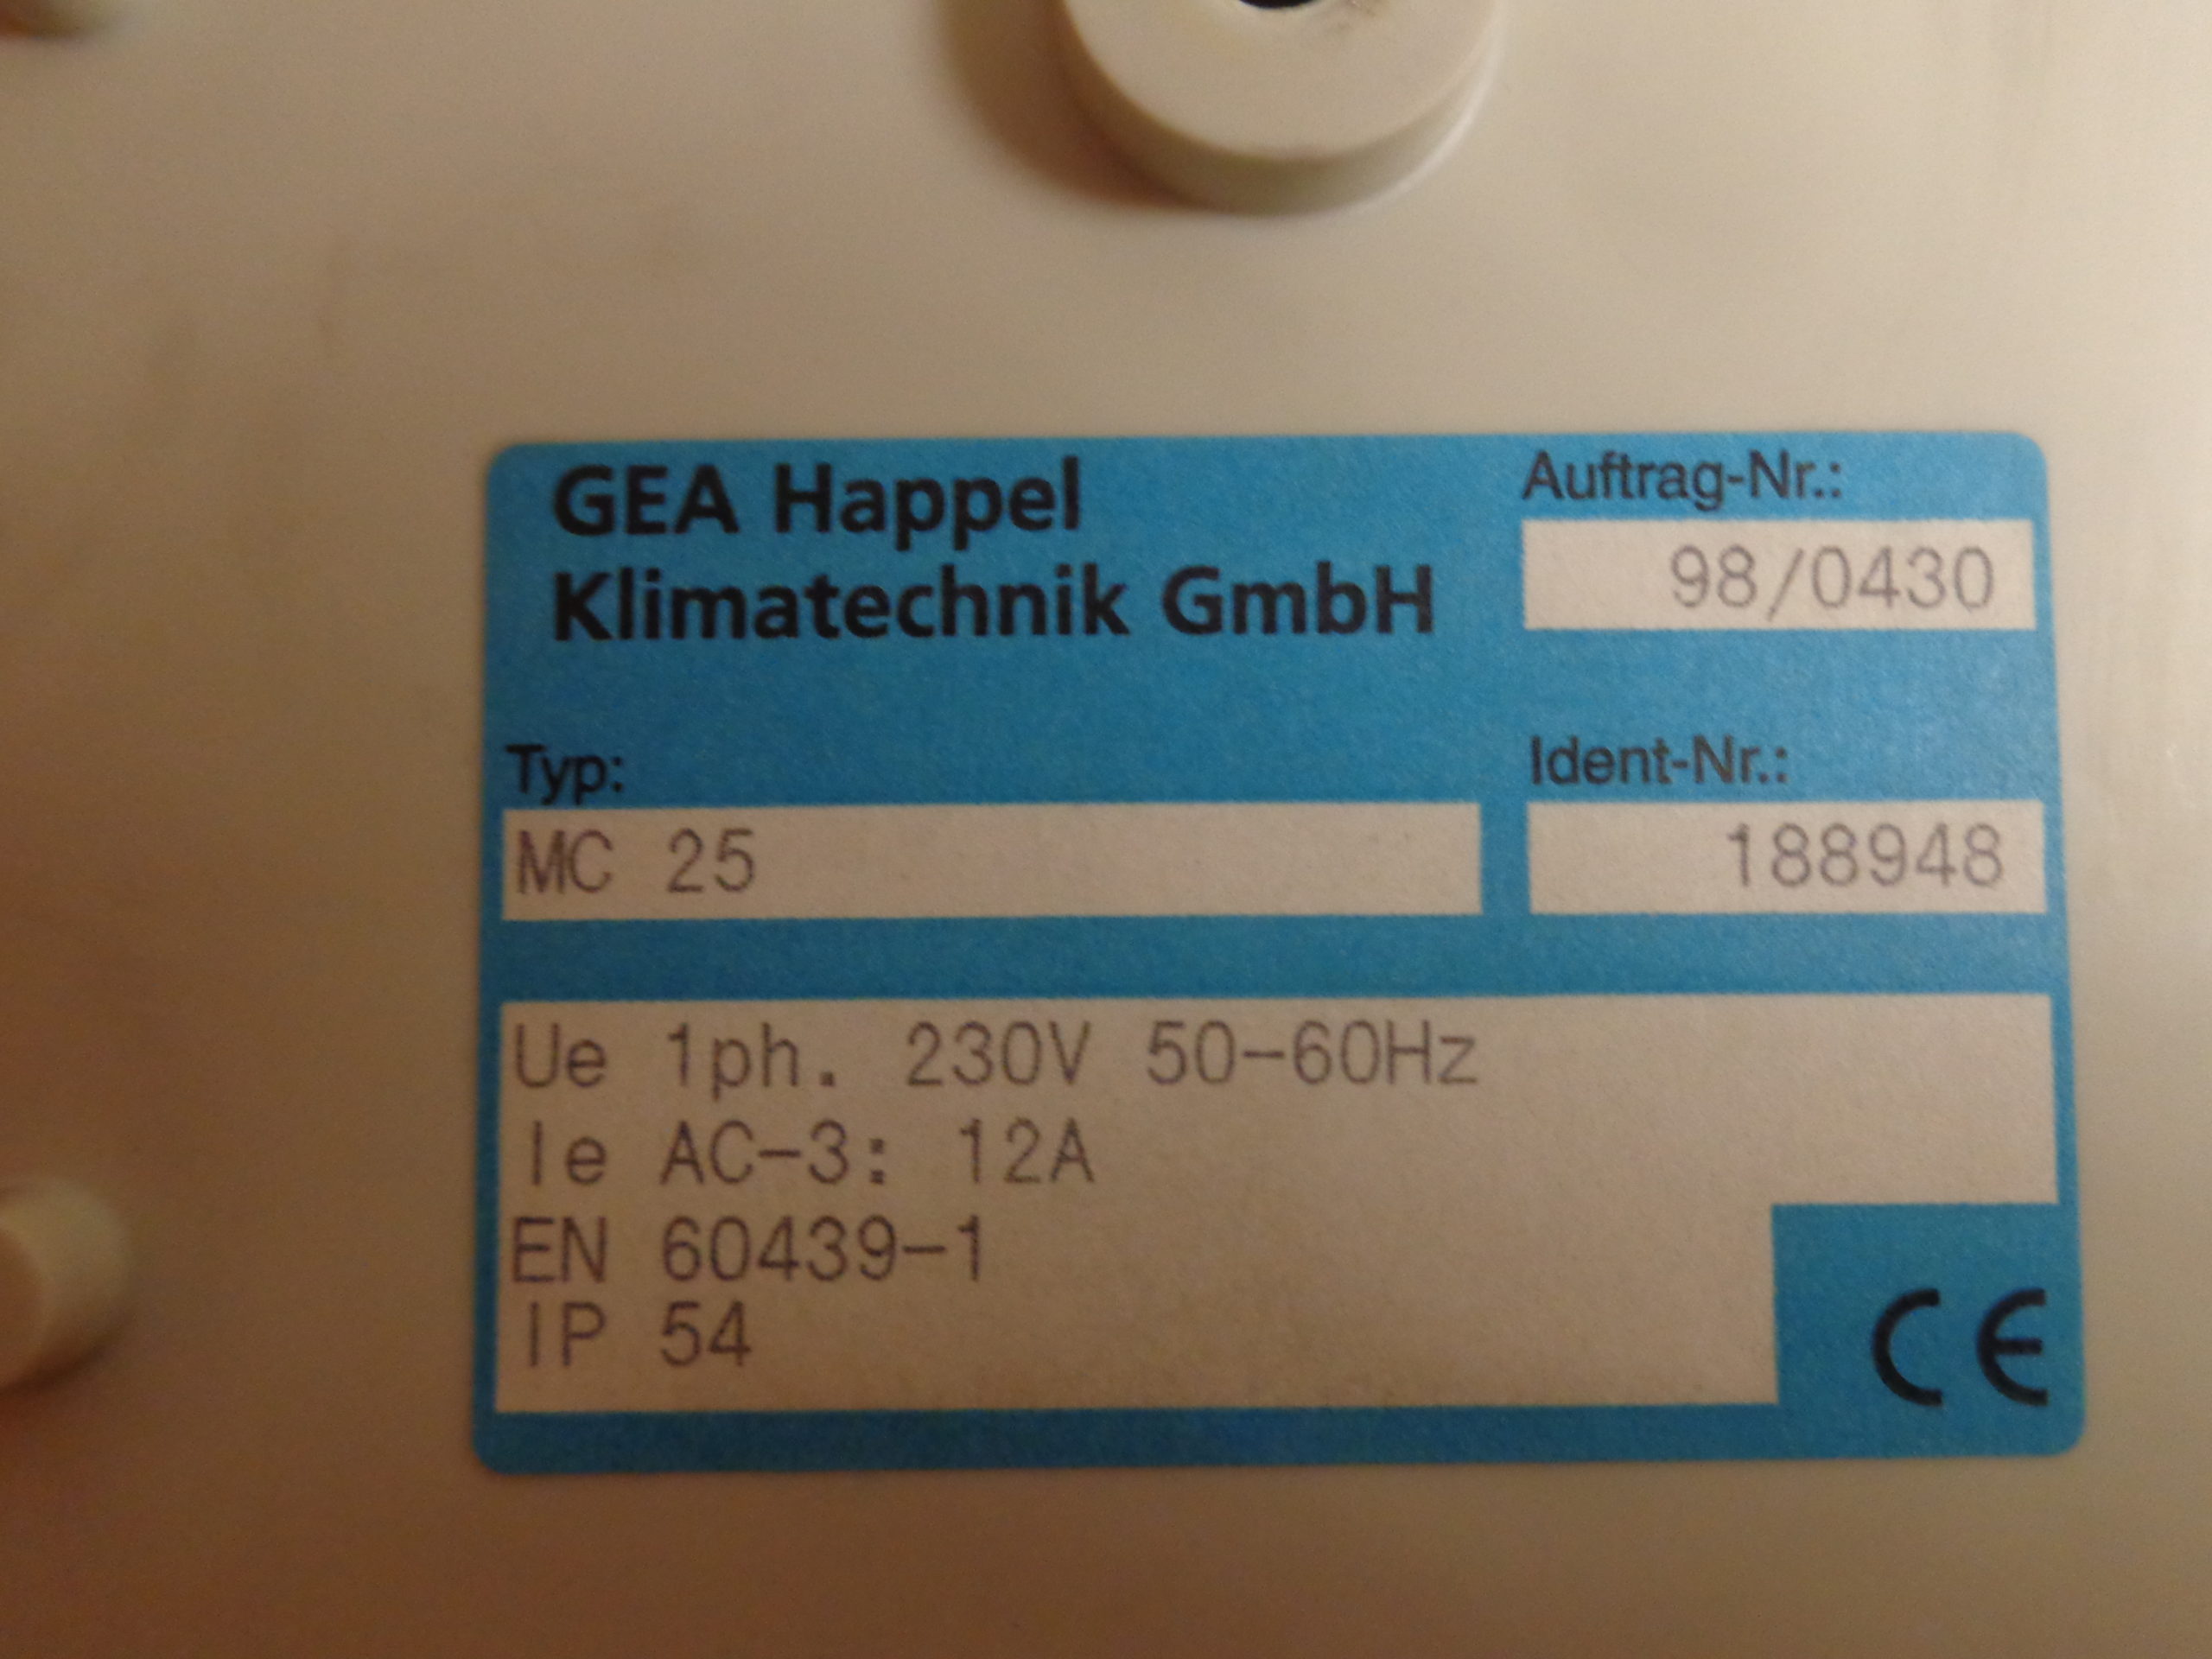 GEA Happel
Klimatechnik GmbH
Auftrag-Nr.:
98/0430
Typ:
MC 25
Ident-Nr.:
188948
Ue 1ph. 230V 50-60Hz
Ie AC-3: 12A
EN 60439-1
IP 54
CE